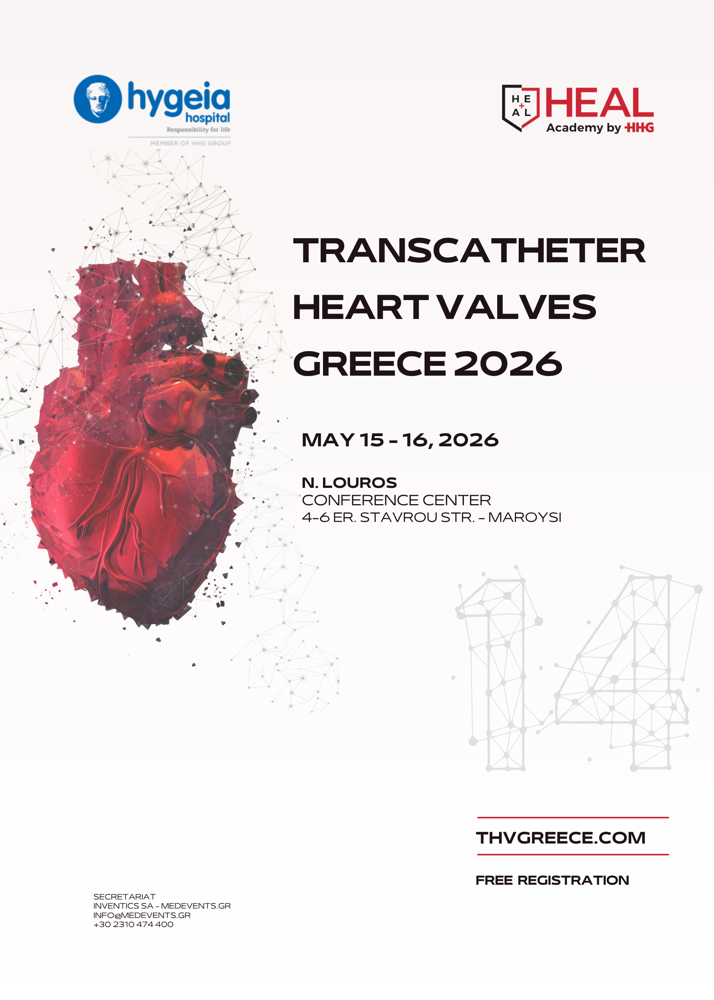 hygeia
hospital
Responsibility for life
MEMBER OF HHG GROUP
H E
A L
HEAL
Academy by HHG
TRANSCATHETER
HEART VALVES
GREECE 2026
MAY 15 - 16, 2026
N. LOUROS
CONFERENCE CENTER
4-6 ER. STAVROU STR. - MAROYSI
14
THVGREECE.COM
FREE REGISTRATION
SECRETARIAT
INVENTICS SA - MEDEVENTS.GR
INFO@MEDEVENTS.GR
+30 2310 474 400